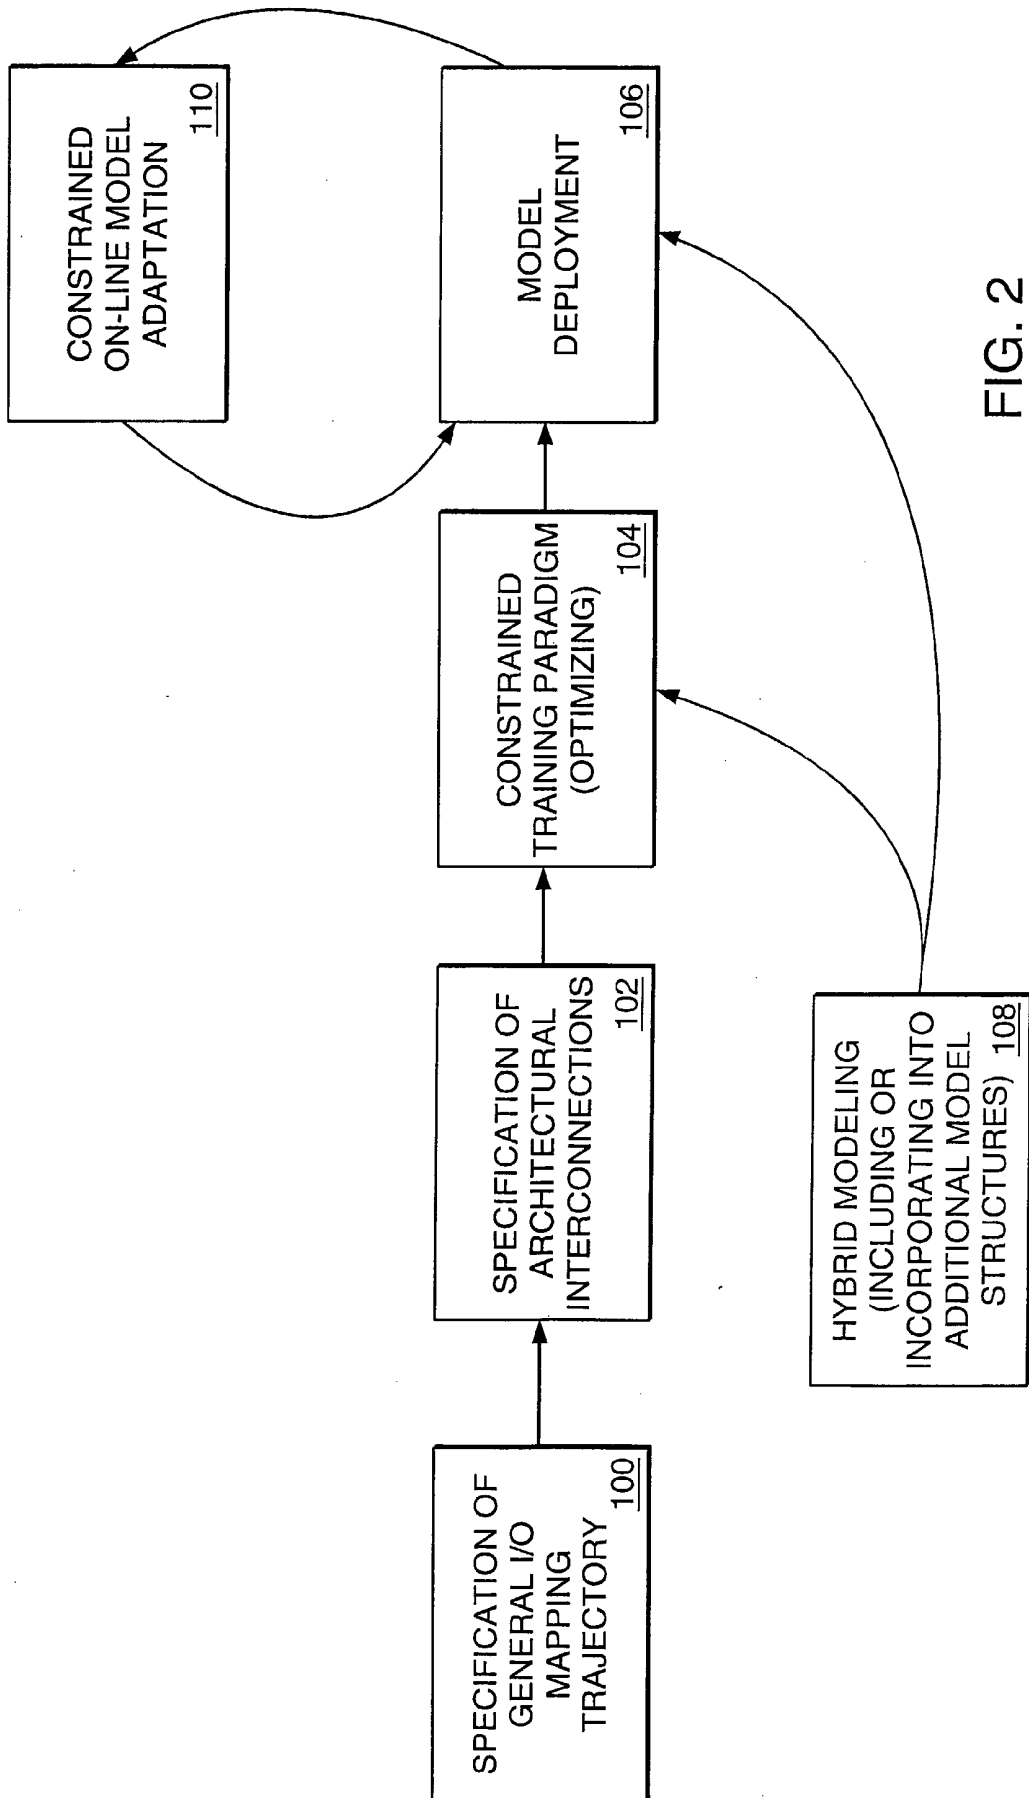 SPECIFICATION OF
GENERAL I/O
MAPPING
TRAJECTORY
100
SPECIFICATION OF
ARCHITECTURAL
INTERCONNECTIONS
102
CONSTRAINED
TRAINING PARADIGM
(OPTIMIZING)
104
MODEL
DEPLOYMENT
106
CONSTRAINED
ON-LINE MODEL
ADAPTATION
110
HYBRID MODELING
(INCLUDING OR
INCORPORATING INTO
ADDITIONAL MODEL
STRUCTURES)
108
FIG. 2